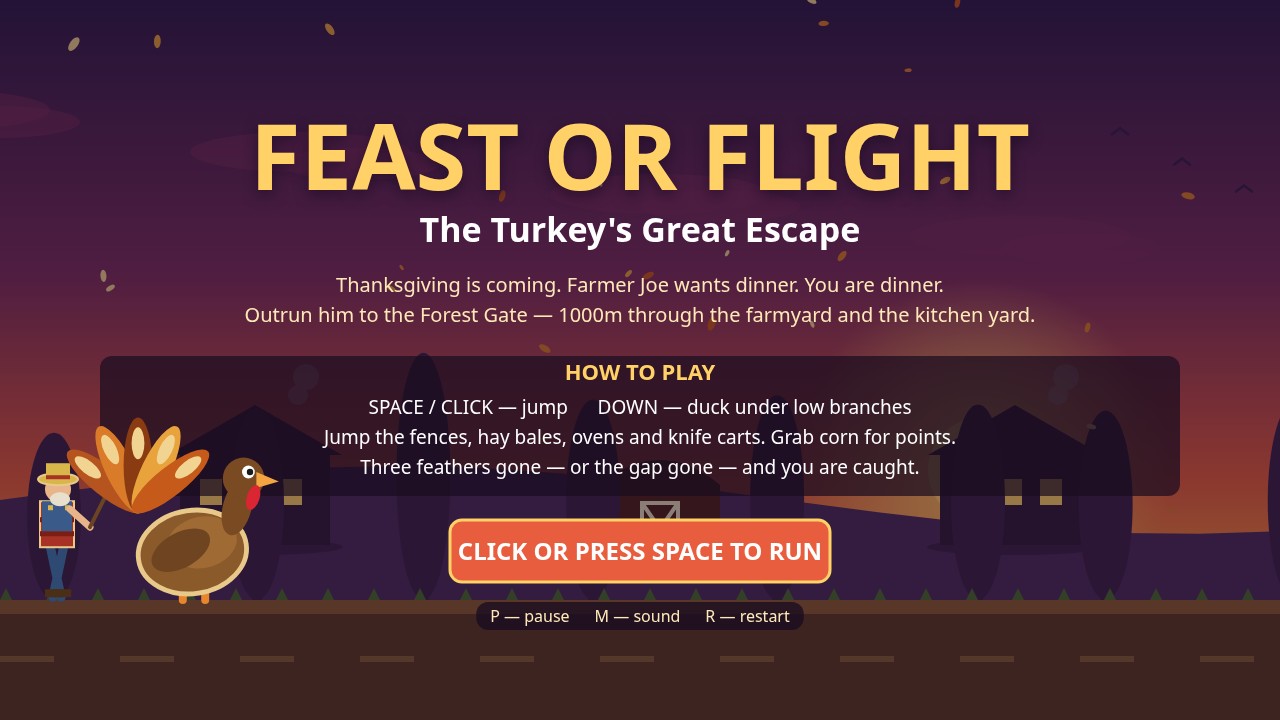 FEAST OR FLIGHT
The Turkey's Great Escape
Thanksgiving is coming. Farmer Joe wants dinner. You are dinner.
Outrun him to the Forest Gate — 1000m through the farmyard and the kitchen yard.
HOW TO PLAY
SPACE / CLICK — jump DOWN — duck under low branches
Jump the fences, hay bales, ovens and knife carts. Grab corn for points.
Three feathers gone — or the gap gone — and you are caught.
CLICK OR PRESS SPACE TO RUN
P — pause M — sound R — restart